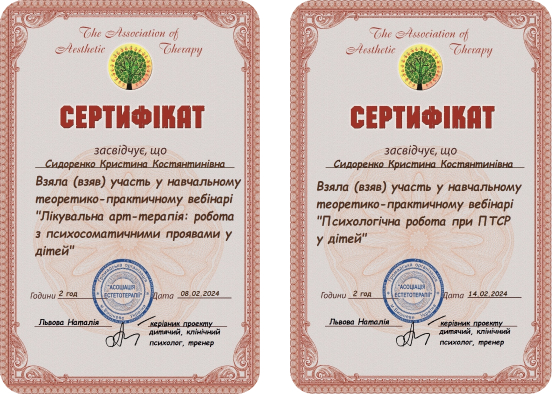 The Association of
Aesthetic Therapy
СЕРТИФІКАТ
засвідчує, що
Сидоренко Кристина Костянтинівна
Взяла (взяв) участь у навчальному
теоретико-практичному вебінарі
"Лікувальна арт-терапія: робота
з психосоматичними проявами у
дітей"
"АСОЦІАЦІЯ
ЕСТЕТОТЕРАПІЇ"
Години 2 год Дата 08.02.2024
Львова Наталія керівник проекту
дитячий, клінічний
психолог, тренер
The Association of
Aesthetic Therapy
СЕРТИФІКАТ
засвідчує, що
Сидоренко Кристина Костянтинівна
Взяла (взяв) участь у навчальному
теоретико-практичному вебінарі
"Психологічна робота при ПТСР
у дітей"
"АСОЦІАЦІЯ
ЕСТЕТОТЕРАПІЇ"
Години 2 год Дата 14.02.2024
Львова Наталія керівник проекту
дитячий, клінічний
психолог, тренер